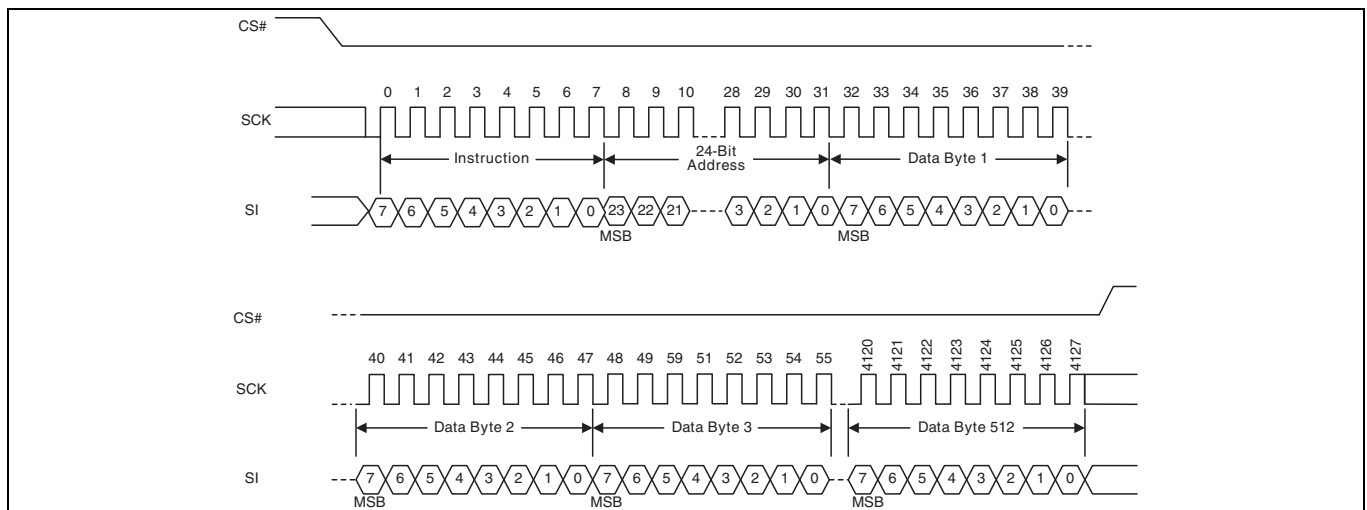 CS#
0 1 2 3 4 5 6 7 8 9 10 28 29 30 31 32 33 34 35 36 37 38 39
SCK
Instruction 24-Bit Address Data Byte 1
SI 7 6 5 4 3 2 1 0 23 22 21 3 2 1 0 7 6 5 4 3 2 1 0
MSB MSB
CS#
40 41 42 43 44 45 46 47 48 49 59 51 52 53 54 55 4120 4121 4122 4123 4124 4125 4126 4127
SCK
Data Byte 2 Data Byte 3 Data Byte 512
SI 7 6 5 4 3 2 1 0 7 6 5 4 3 2 1 0 7 6 5 4 3 2 1 0
MSB MSB MSB